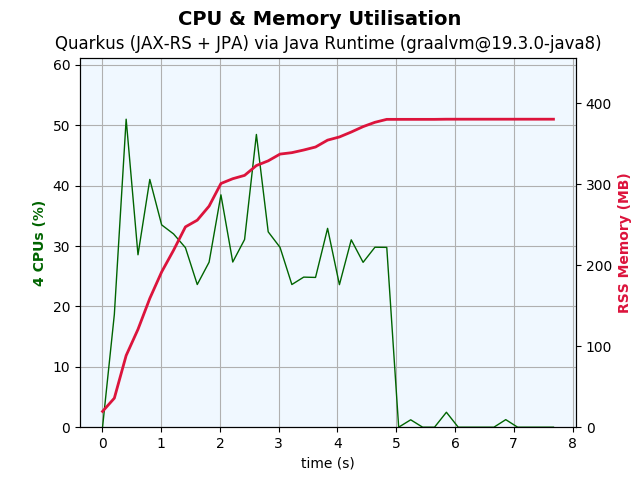 CPU & Memory Utilisation
Quarkus (JAX-RS + JPA) via Java Runtime (graalvm@19.3.0-java8)
60
50
40
30
20
10
0
4 CPUs (%)
400
300
200
100
0
RSS Memory (MB)
0 1 2 3 4 5 6 7 8
time (s)